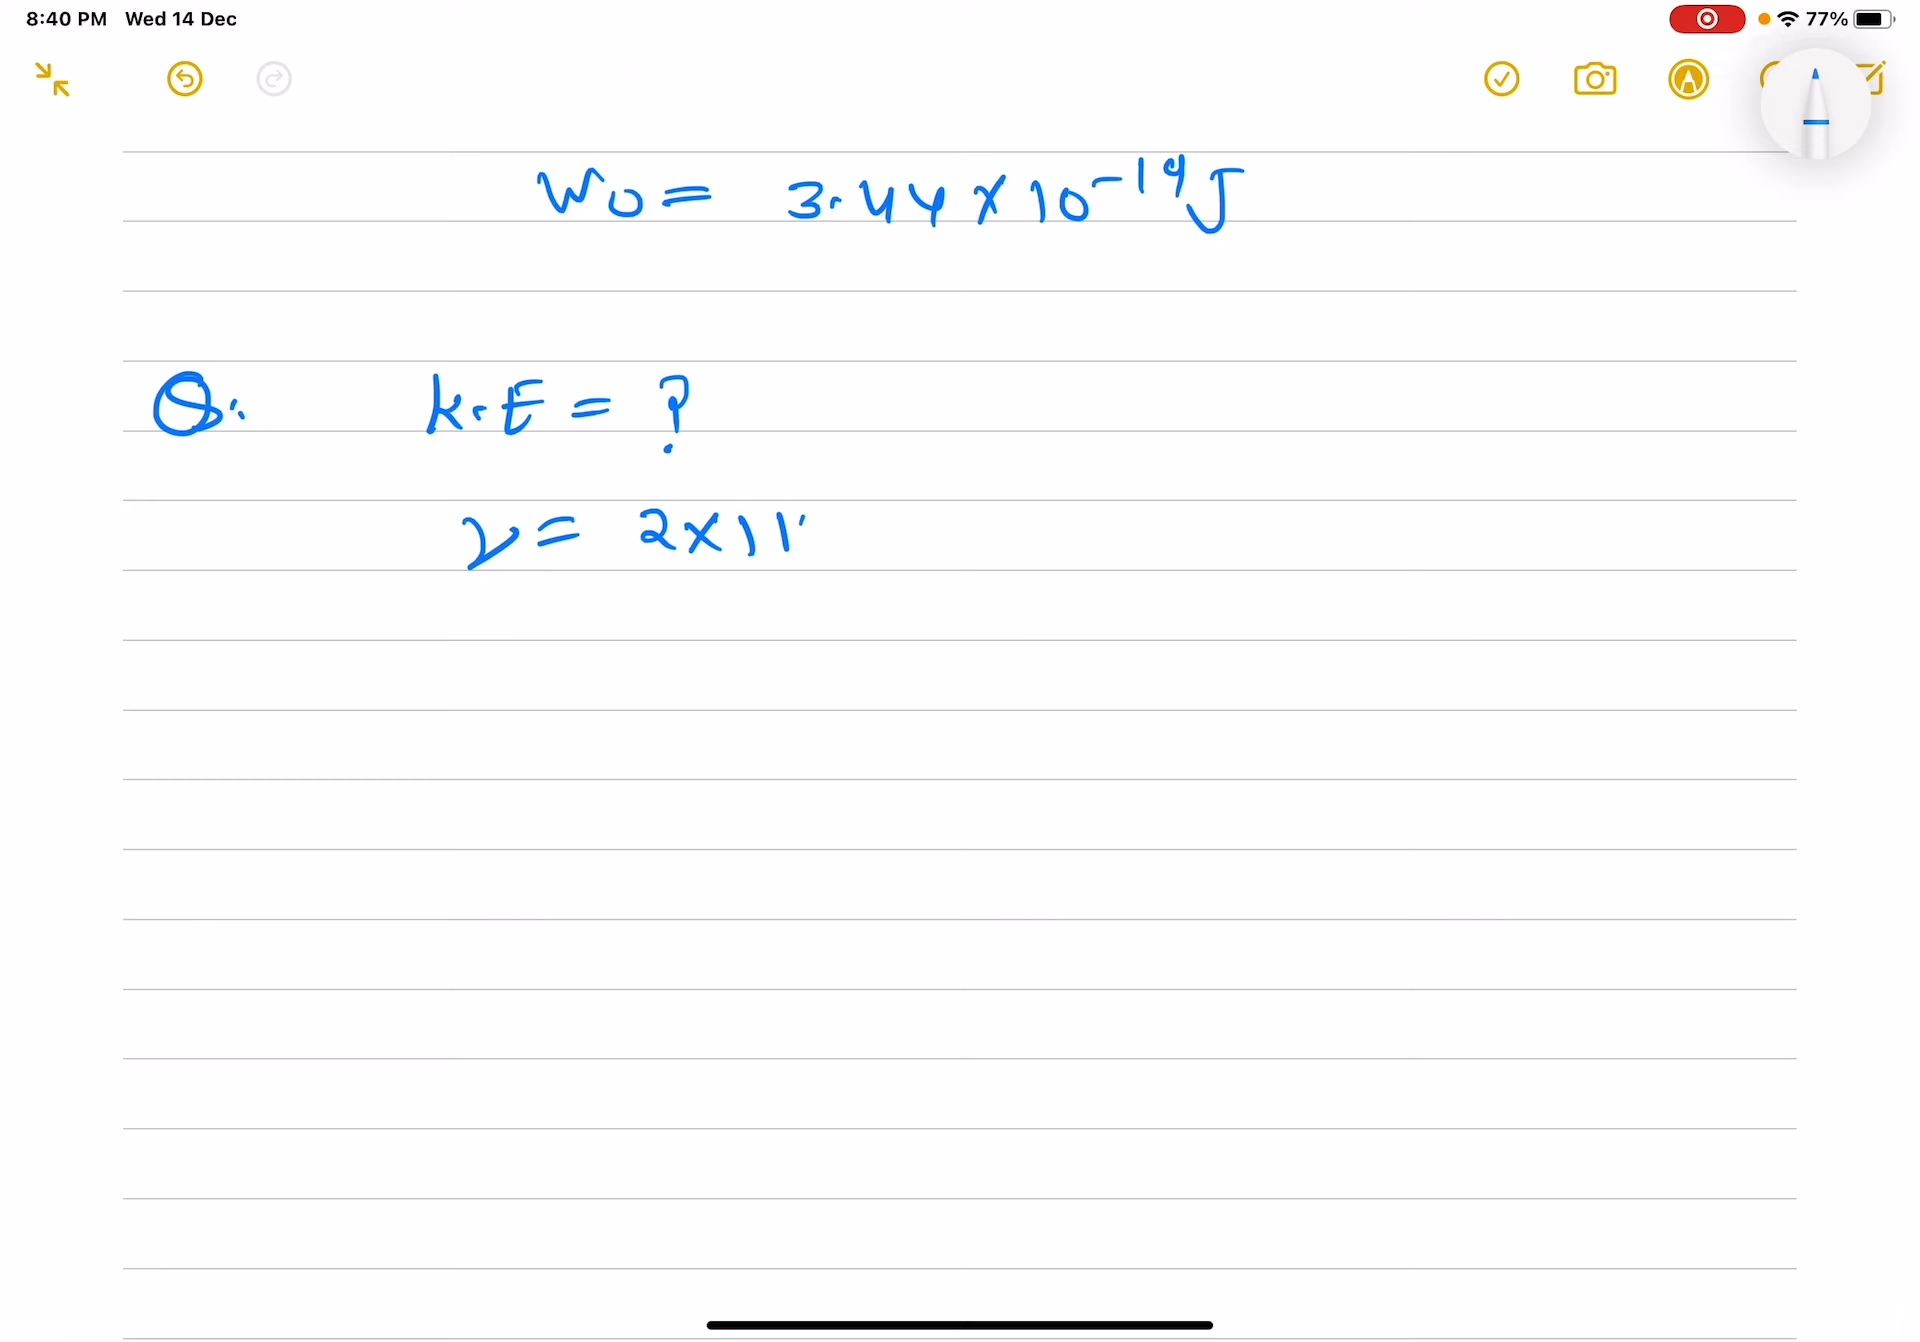 8:40 PM Wed 14 Dec
77%
W₀ = 3.44 × 10⁻¹⁹ J
Q: K.E = ?
ν = 2 × 1